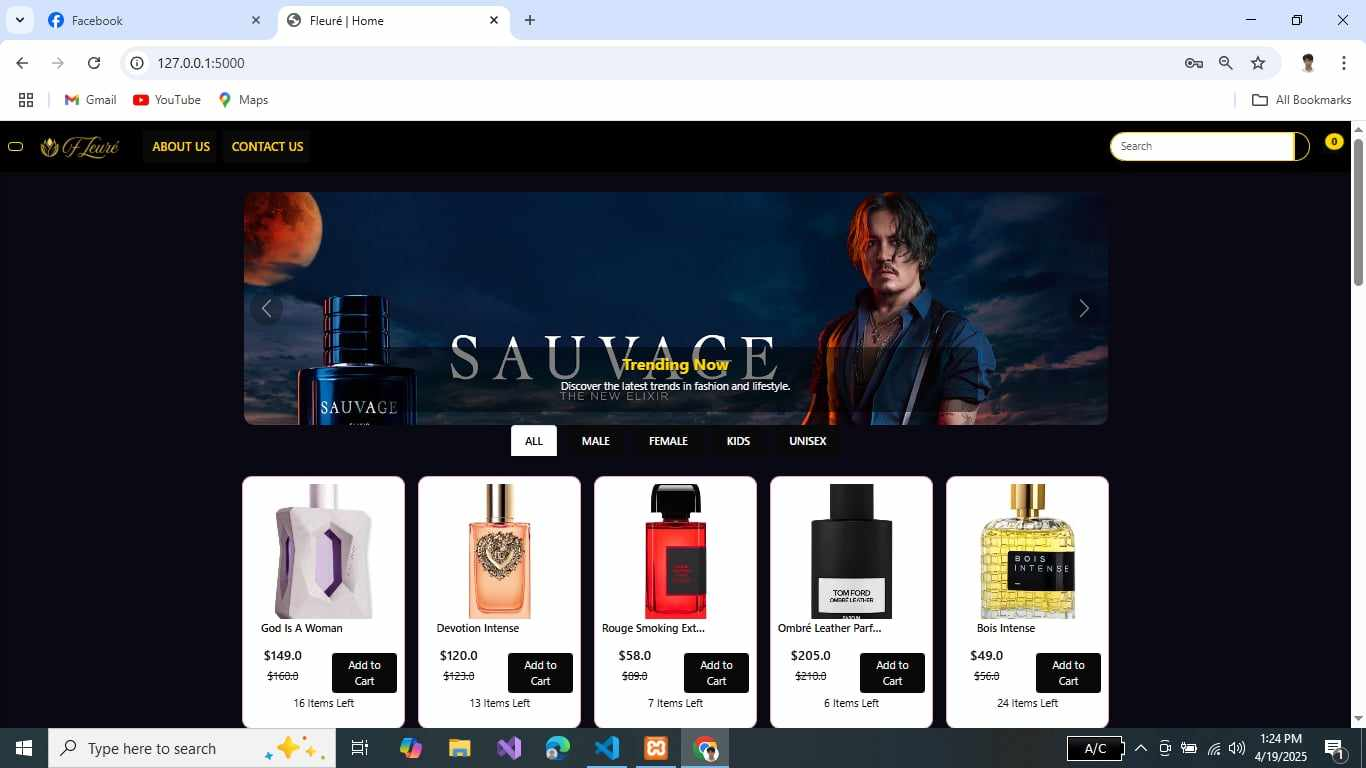 Facebook
Fleuré | Home
127.0.0.1:5000
Gmail YouTube Maps All Bookmarks
Fleuré ABOUT US CONTACT US Search 0
SAUVAGE
SAUVAGE
Trending Now
Discover the latest trends in fashion and lifestyle.
THE NEW ELIXIR
ALL MALE FEMALE KIDS UNISEX
TOM FORD
OMBRÉ LEATHER
BOIS
INTENSE
God Is A Woman Devotion Intense Rouge Smoking Ext... Ombré Leather Parf... Bois Intense
$149.0 $120.0 $58.0 $205.0 $49.0
Add to Add to Add to Add to Add to
Cart Cart Cart Cart Cart
$160.0 $123.0 $89.0 $210.0 $56.0
16 Items Left 13 Items Left 7 Items Left 6 Items Left 24 Items Left
Type here to search
A/C
1:24 PM
4/19/2025
1